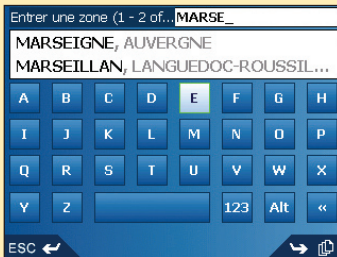 Entrer une zone (1 - 2 of... MARSE_
MARSEIGNE, AUVERGNE
MARSEILLAN, LANGUEDOC-ROUSSIL...
A B C D E F G H
I J K L M N O P
Q R S T U V W X
Y Z 123 Alt «
ESC